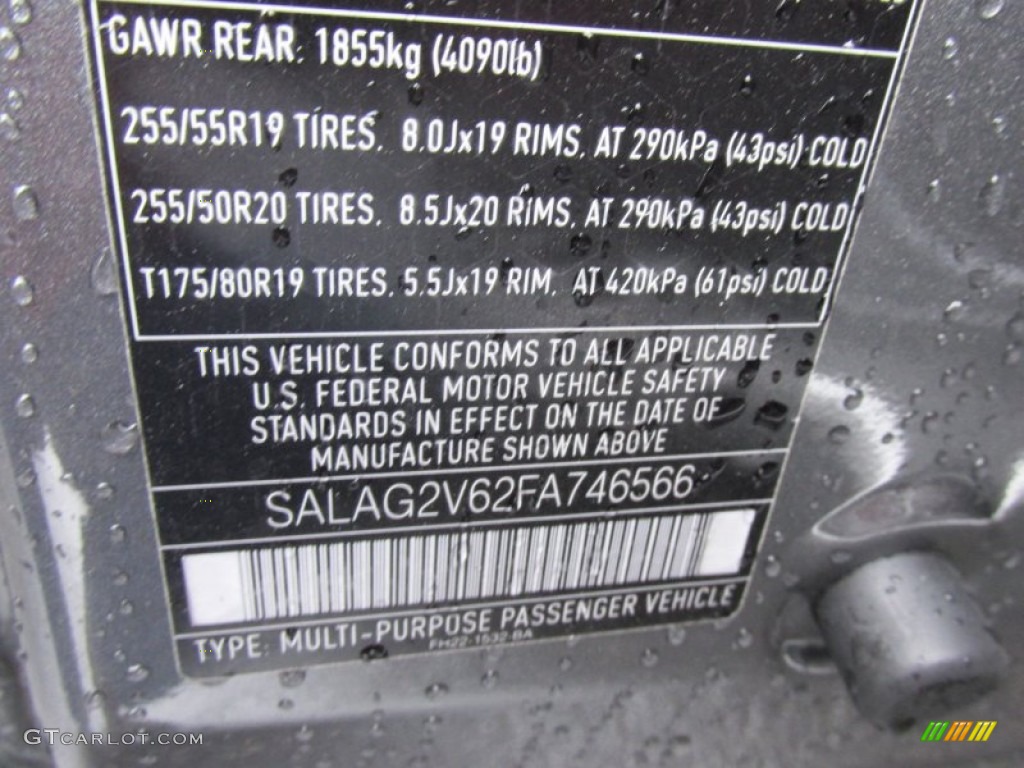 GAWR REAR: 1855kg (4090lb)
255/55R19 TIRES, 8.0Jx19 RIMS, AT 290kPa (43psi) COLD
255/50R20 TIRES, 8.5Jx20 RIMS, AT 290kPa (43psi) COLD
T175/80R19 TIRES, 5.5Jx19 RIM, AT 420kPa (61psi) COLD
THIS VEHICLE CONFORMS TO ALL APPLICABLE
U.S. FEDERAL MOTOR VEHICLE SAFETY
STANDARDS IN EFFECT ON THE DATE OF
MANUFACTURE SHOWN ABOVE
SALAG2V62FA746566
TYPE: MULTI-PURPOSE PASSENGER VEHICLE
FH22-1532-BA
GTCARLOT.COM